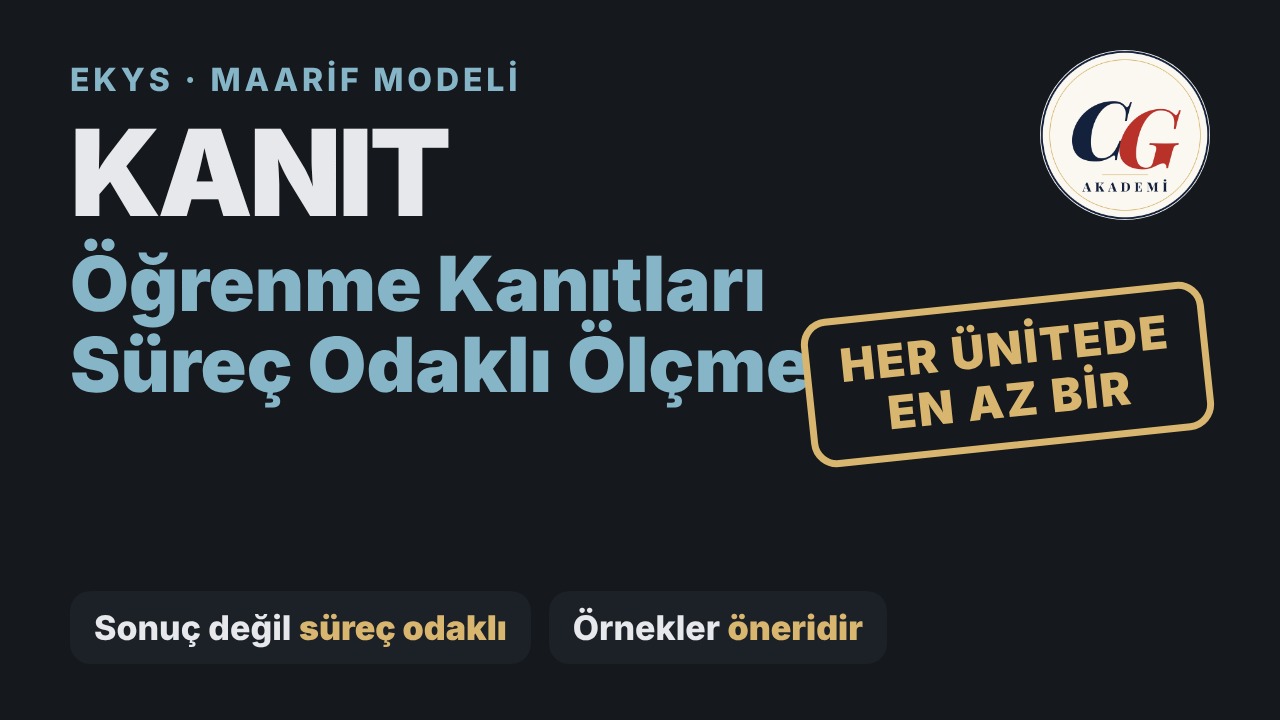 EKYS · MAARİF MODELİ
KANIT
Öğrenme Kanıtları
Süreç Odaklı Ölçme
CG
AKADEMİ
HER ÜNİTEDE
EN AZ BİR
Sonuç değil süreç odaklı
Örnekler öneridir